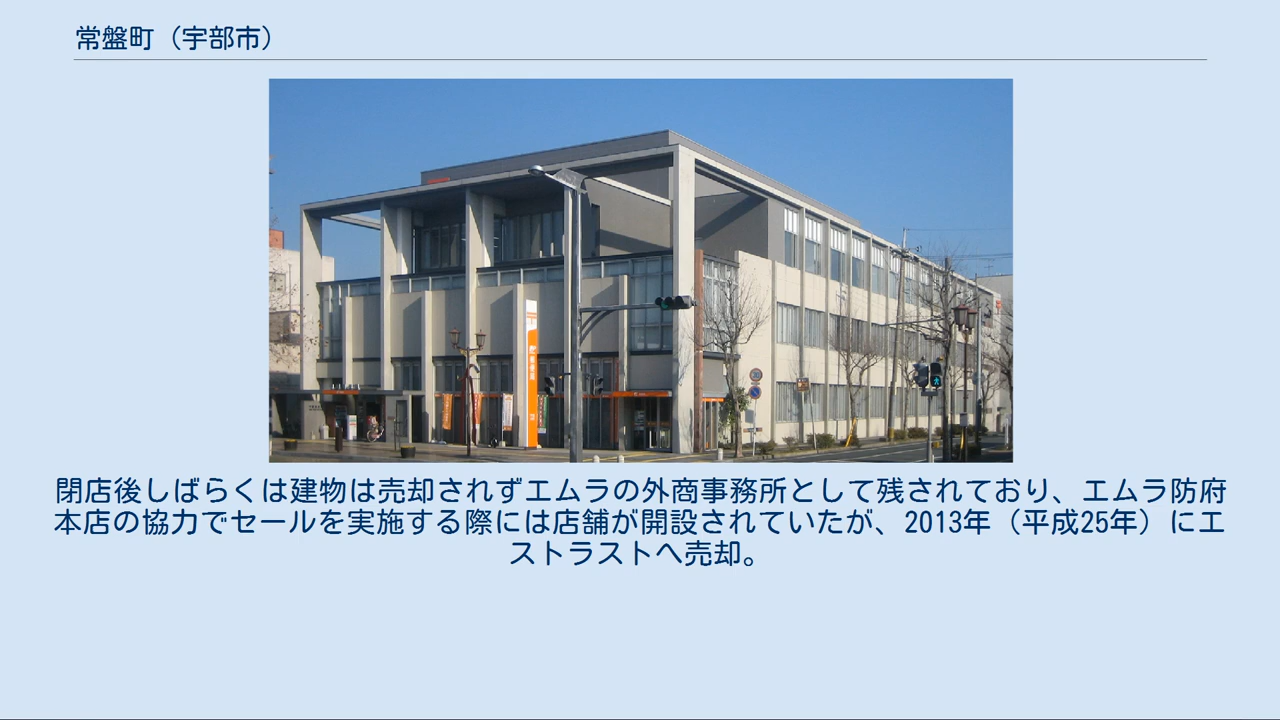 常盤町（宇部市）
閉店後しばらくは建物は売却されずエムラの外商事務所として残されており、エムラ防府
本店の協力でセールを実施する際には店舗が開設されていたが、2013年（平成25年）にエ
ストラストへ売却。